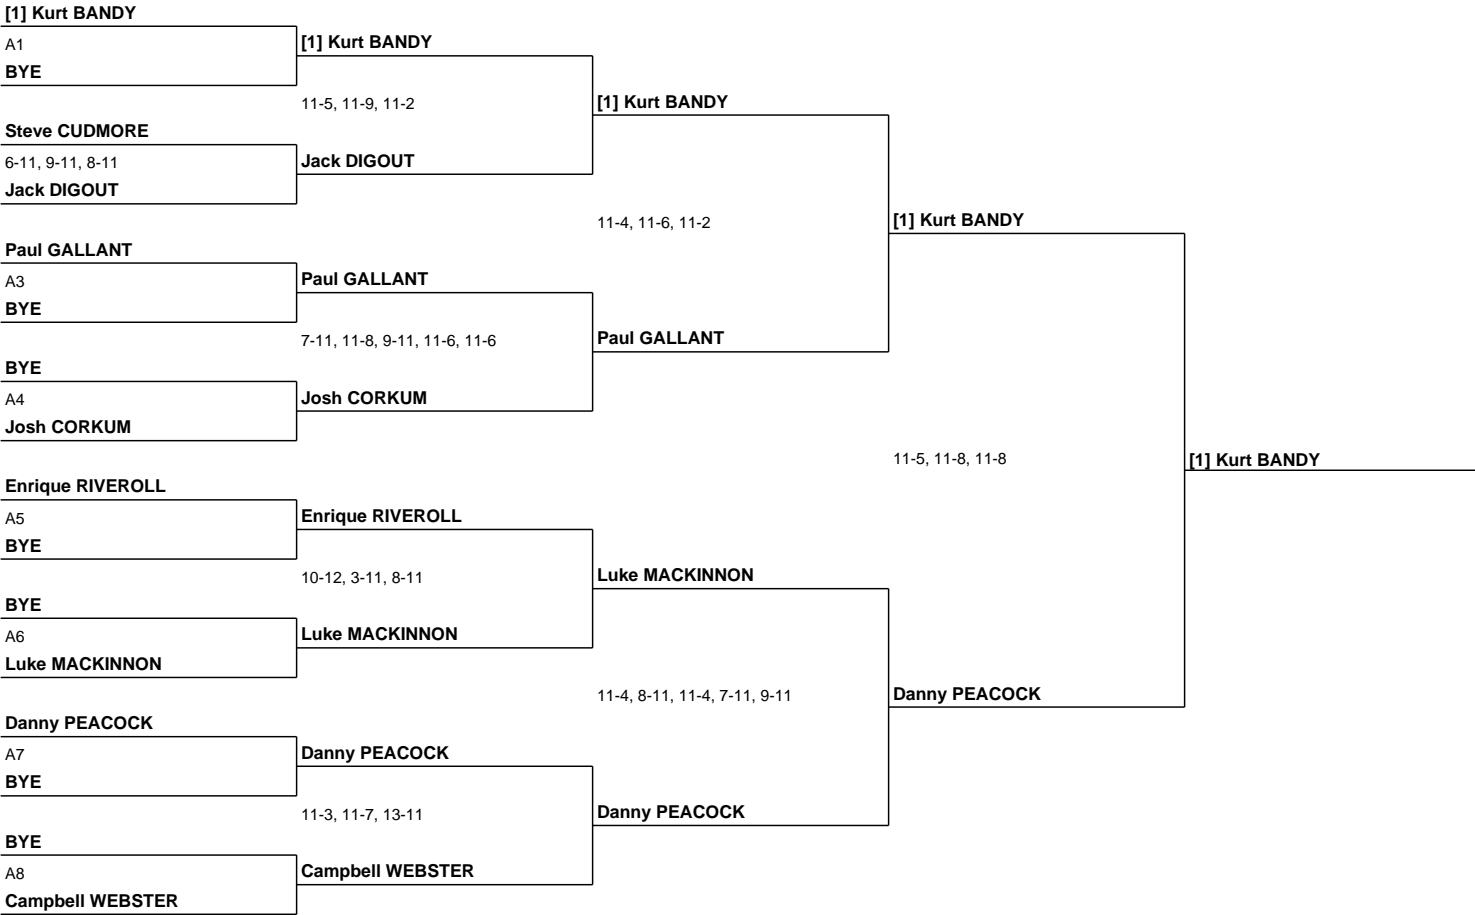 [1] Kurt BANDY
A1
BYE
Steve CUDMORE
6-11, 9-11, 8-11
Jack DIGOUT
Paul GALLANT
A3
BYE
BYE
A4
Josh CORKUM
Enrique RIVEROLL
A5
BYE
BYE
A6
Luke MACKINNON
Danny PEACOCK
A7
BYE
BYE
A8
Campbell WEBSTER
[1] Kurt BANDY
11-5, 11-9, 11-2
Jack DIGOUT
Paul GALLANT
7-11, 11-8, 9-11, 11-6, 11-6
Josh CORKUM
Enrique RIVEROLL
10-12, 3-11, 8-11
Luke MACKINNON
Danny PEACOCK
11-3, 11-7, 13-11
Campbell WEBSTER
[1] Kurt BANDY
11-4, 11-6, 11-2
Paul GALLANT
Luke MACKINNON
11-4, 8-11, 11-4, 7-11, 9-11
Danny PEACOCK
[1] Kurt BANDY
11-5, 11-8, 11-8
Danny PEACOCK
[1] Kurt BANDY